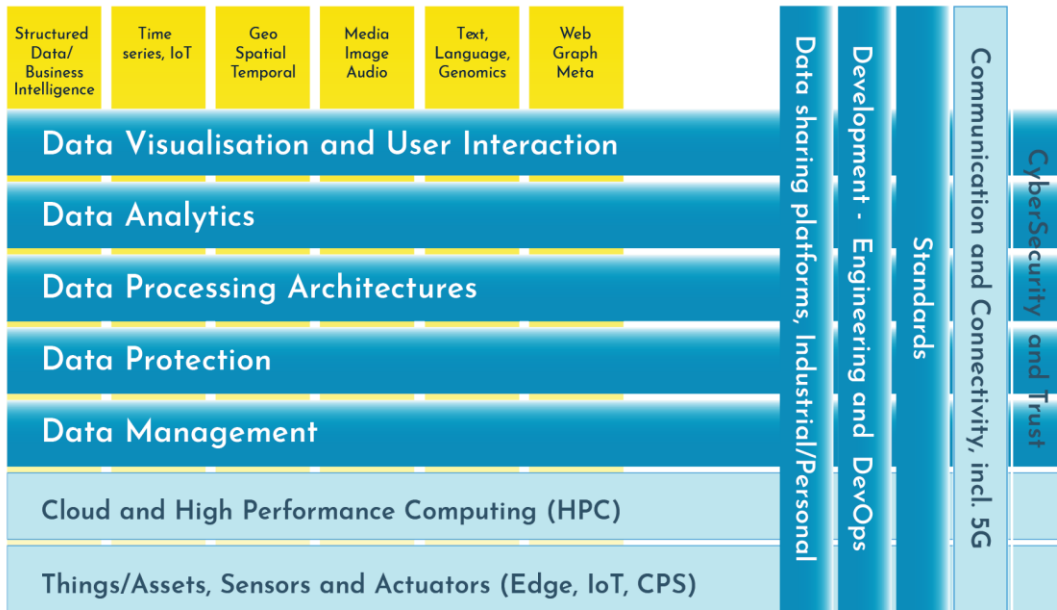 Structured
Data/
Business
Intelligence
Time
series, IoT
Geo
Spatial
Temporal
Media
Image
Audio
Text,
Language,
Genomics
Web
Graph
Meta
Data Visualisation and User Interaction
Data Analytics
Data Processing Architectures
Data Protection
Data Management
Cloud and High Performance Computing (HPC)
Things/Assets, Sensors and Actuators (Edge, IoT, CPS)
Data sharing platforms, Industrial/Personal
Development - Engineering and DevOps
Standards
Communication and Connectivity, incl. 5G
CyberSecurity and Trust